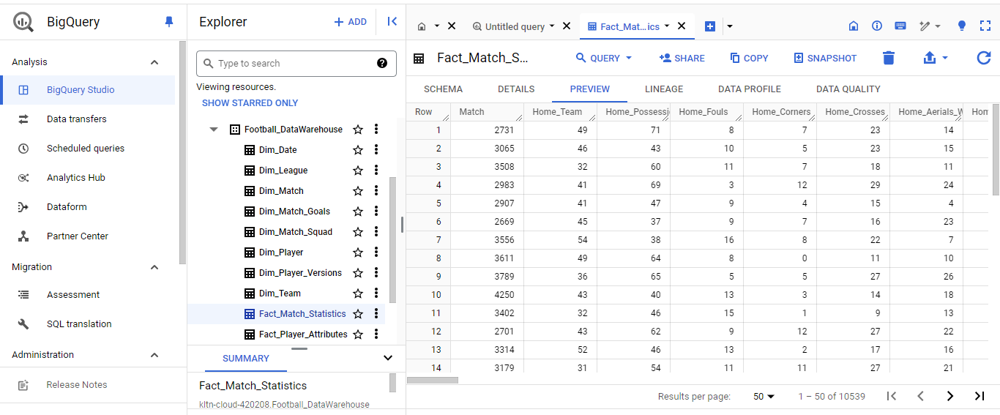 BigQuery
Analysis
BigQuery Studio
Data transfers
Scheduled queries
Analytics Hub
Dataform
Partner Center
Migration
Assessment
SQL translation
Administration
Release Notes
Explorer
ADD
Type to search
Viewing resources.
SHOW STARRED ONLY
Football_DataWarehouse
Dim_Date
Dim_League
Dim_Match
Dim_Match_Goals
Dim_Match_Squad
Dim_Player
Dim_Player_Versions
Dim_Team
Fact_Match_Statistics
Fact_Player_Attributes
SUMMARY
Fact_Match_Statistics
kltn-cloud-420208.Football_DataWarehouse
Untitled query Fact_Mat...ics
Fact_Match_S... QUERY SHARE COPY SNAPSHOT
SCHEMA DETAILS PREVIEW LINEAGE DATA PROFILE DATA QUALITY
Row Match Home_Team Home_Possessi Home_Fouls Home_Corners Home_Crosses Home_Aerials_W Hom
1 2731 49 71 8 7 23 14
2 3065 46 43 10 5 23 15
3 3508 32 60 11 7 18 11
4 2983 41 69 3 12 29 24
5 2907 41 47 9 4 15 4
6 2669 45 37 9 7 16 23
7 3556 54 38 16 8 22 7
8 3611 49 64 8 0 11 10
9 3789 36 65 5 5 27 26
10 4250 43 40 13 3 14 18
11 3402 32 46 15 1 9 13
12 2701 43 62 9 12 27 22
13 3314 52 46 13 2 17 16
14 3179 31 54 11 11 27 21
Results per page: 50 1 – 50 of 10539